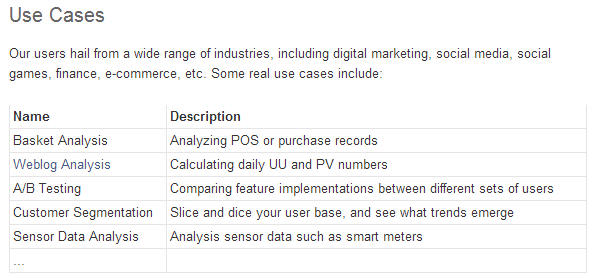 Use Cases
Our users hail from a wide range of industries, including digital marketing, social media, social
games, finance, e-commerce, etc. Some real use cases include:
Name Description
Basket Analysis Analyzing POS or purchase records
Weblog Analysis Calculating daily UU and PV numbers
A/B Testing Comparing feature implementations between different sets of users
Customer Segmentation Slice and dice your user base, and see what trends emerge
Sensor Data Analysis Analysis sensor data such as smart meters
...